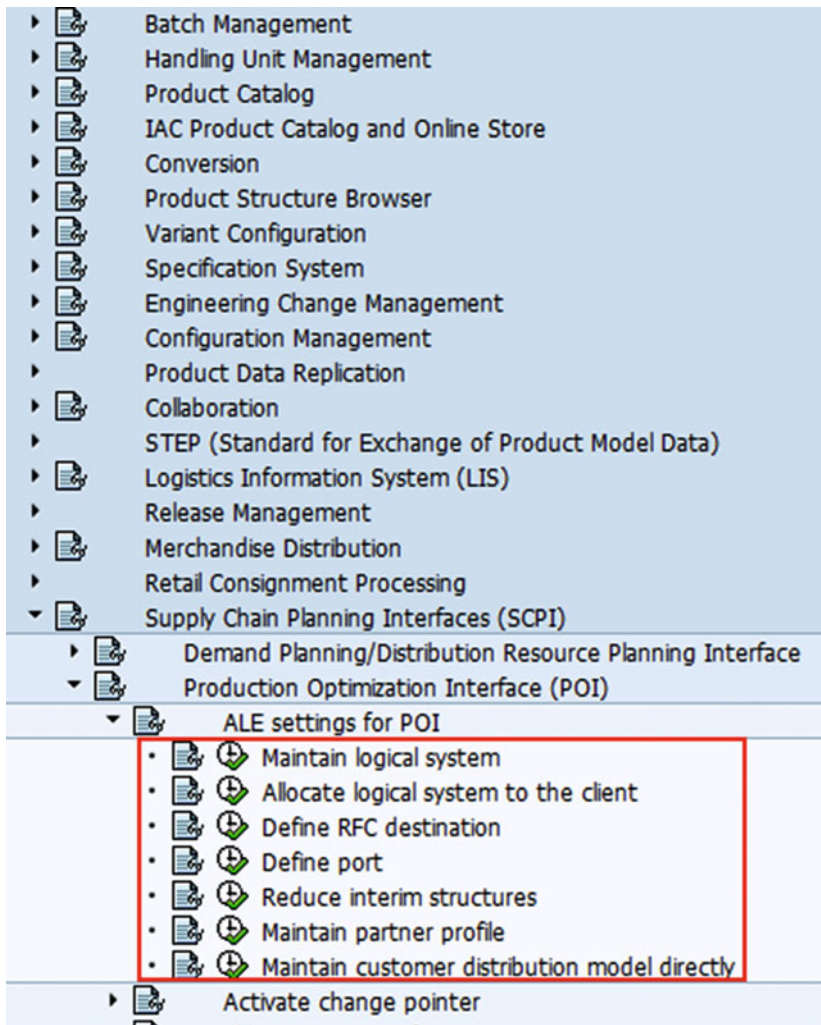 Batch Management
Handling Unit Management
Product Catalog
IAC Product Catalog and Online Store
Conversion
Product Structure Browser
Variant Configuration
Specification System
Engineering Change Management
Configuration Management
Product Data Replication
Collaboration
STEP (Standard for Exchange of Product Model Data)
Logistics Information System (LIS)
Release Management
Merchandise Distribution
Retail Consignment Processing
Supply Chain Planning Interfaces (SCPI)
Demand Planning/Distribution Resource Planning Interface
Production Optimization Interface (POI)
ALE settings for POI
Maintain logical system
Allocate logical system to the client
Define RFC destination
Define port
Reduce interim structures
Maintain partner profile
Maintain customer distribution model directly
Activate change pointer